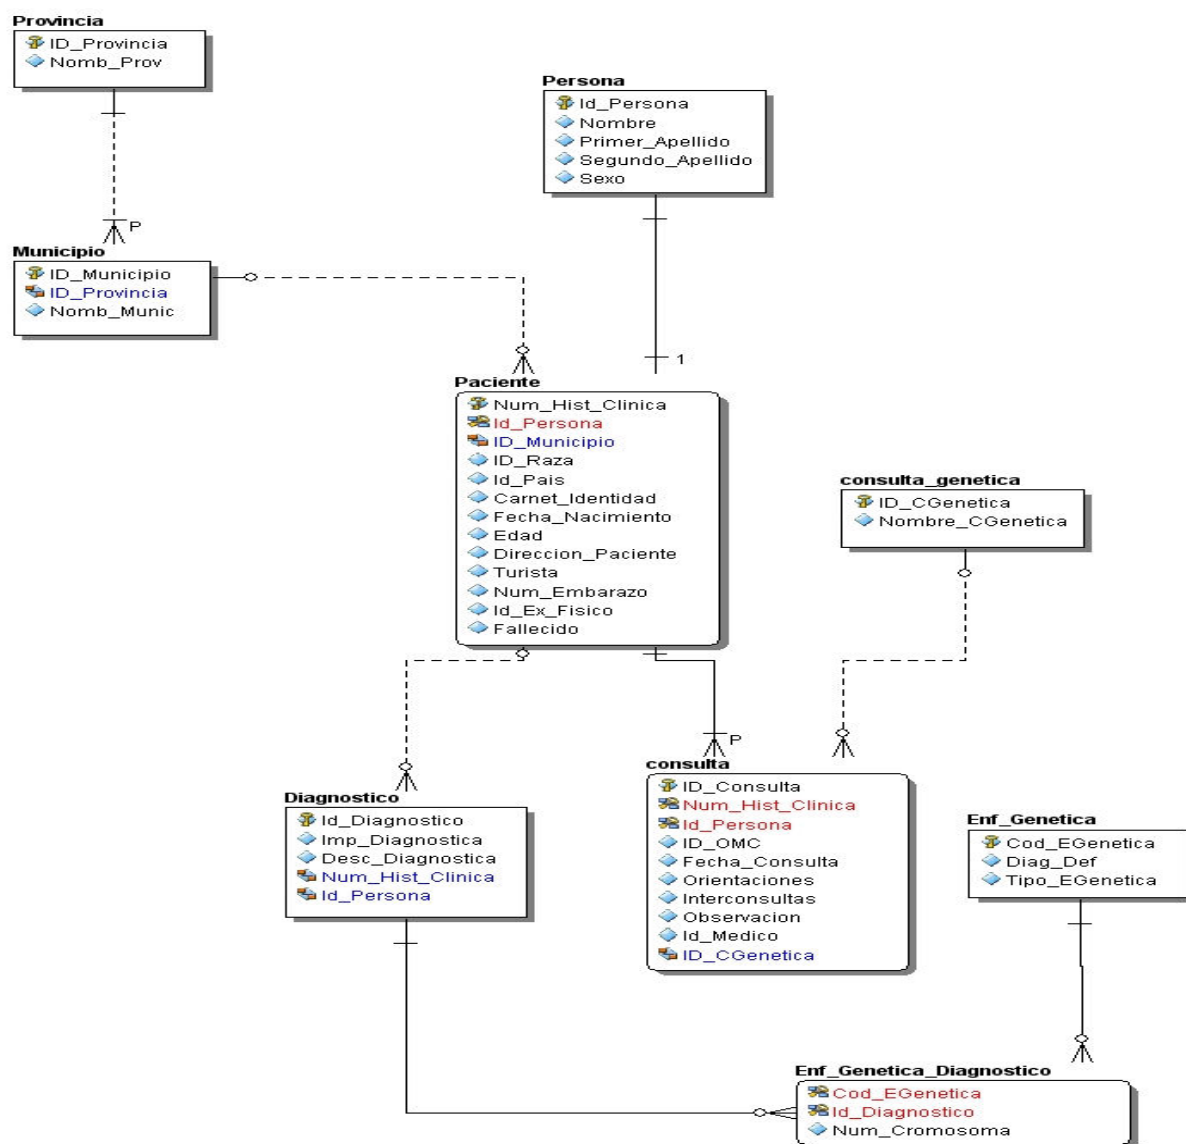 Provincia
ID_Provincia
Nomb_Prov
Persona
Id_Persona
Nombre
Primer_Apellido
Segundo_Apellido
Sexo
P
Municipio
ID_Municipio
ID_Provincia
Nomb_Munic
1
Paciente
Num_Hist_Clinica
Id_Persona
ID_Municipio
ID_Raza
Id_Pais
Carnet_Identidad
Fecha_Nacimiento
Edad
Direccion_Paciente
Turista
Num_Embarazo
Id_Ex_Fisico
Fallecido
consulta_genetica
ID_CGenetica
Nombre_CGenetica
P
Diagnostico
Id_Diagnostico
Imp_Diagnostica
Desc_Diagnostica
Num_Hist_Clinica
Id_Persona
consulta
ID_Consulta
Num_Hist_Clinica
Id_Persona
ID_OMC
Fecha_Consulta
Orientaciones
Interconsultas
Observacion
Id_Medico
ID_CGenetica
Enf_Genetica
Cod_EGenetica
Diag_Def
Tipo_EGenetica
Enf_Genetica_Diagnostico
Cod_EGenetica
Id_Diagnostico
Num_Cromosoma